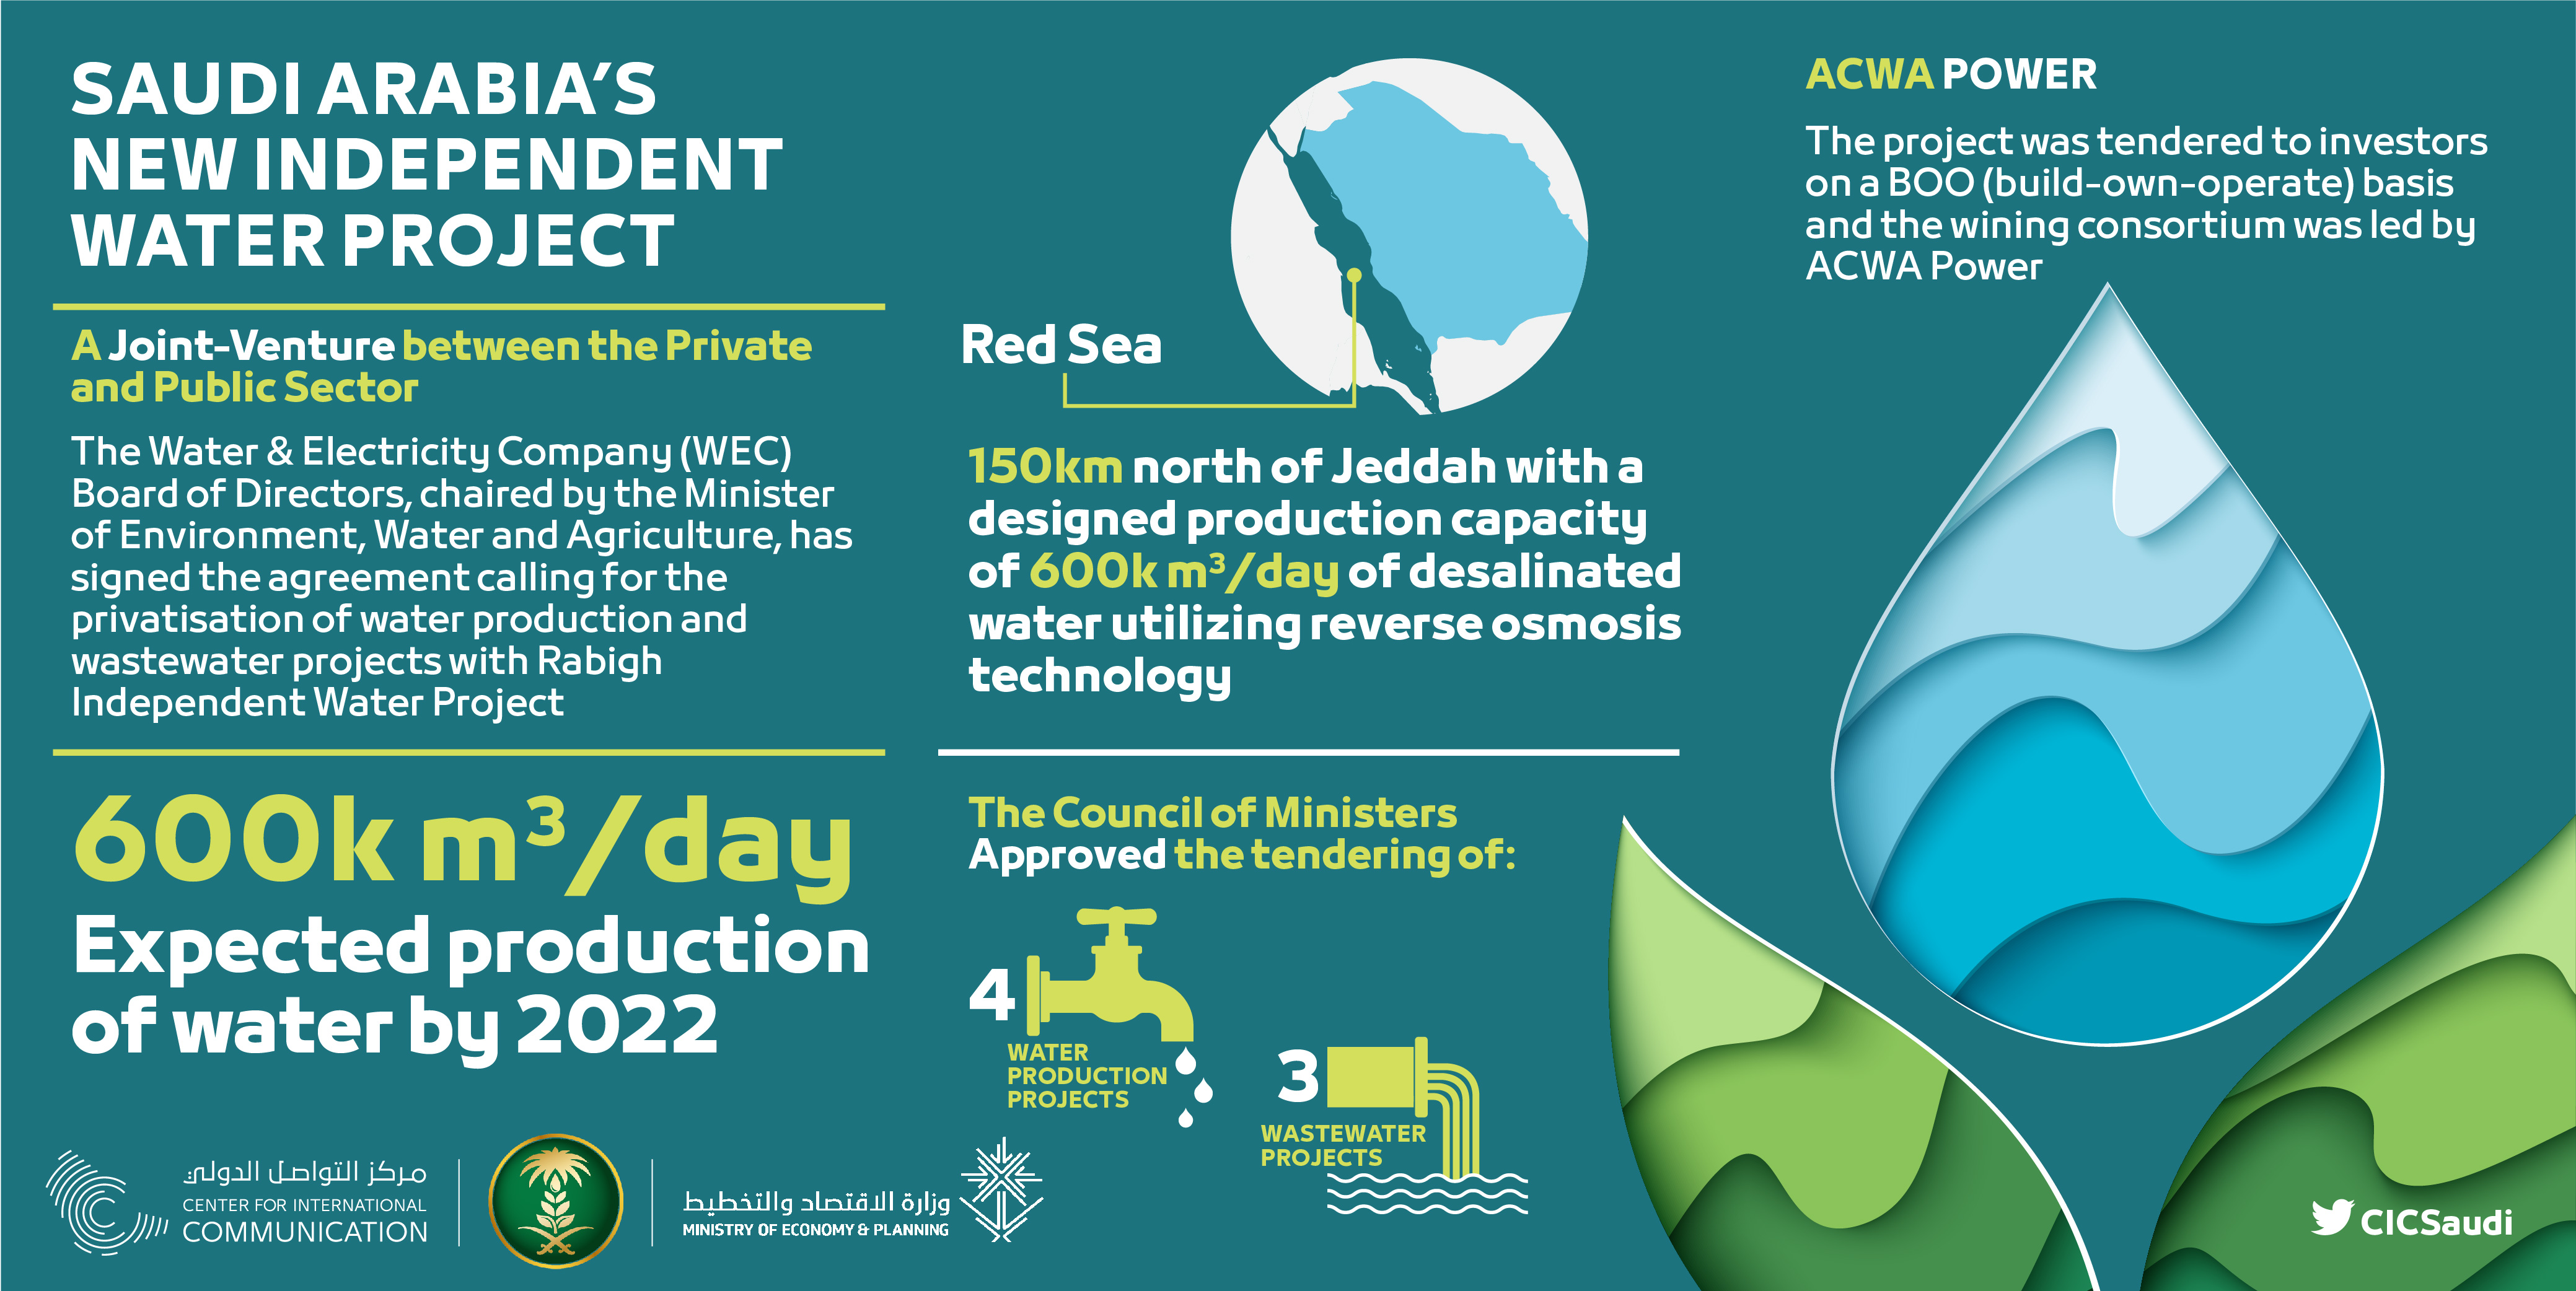 SAUDI ARABIA’S
NEW INDEPENDENT
WATER PROJECT
A Joint-Venture between the Private
and Public Sector
The Water & Electricity Company (WEC)
Board of Directors, chaired by the Minister
of Environment, Water and Agriculture, has
signed the agreement calling for the
privatisation of water production and
wastewater projects with Rabigh
Independent Water Project
600k m³/day
Expected production
of water by 2022
Red Sea
150km north of Jeddah with a
designed production capacity
of 600k m³/day of desalinated
water utilizing reverse osmosis
technology
The Council of Ministers
Approved the tendering of:
4
WATER
PRODUCTION
PROJECTS
3
WASTEWATER
PROJECTS
ACWA POWER
The project was tendered to investors
on a BOO (build-own-operate) basis
and the wining consortium was led by
ACWA Power
مركز التواصل الدولي
CENTER FOR INTERNATIONAL
COMMUNICATION
وزارة الاقتصاد والتخطيط
MINISTRY OF ECONOMY & PLANNING
CICSaudi